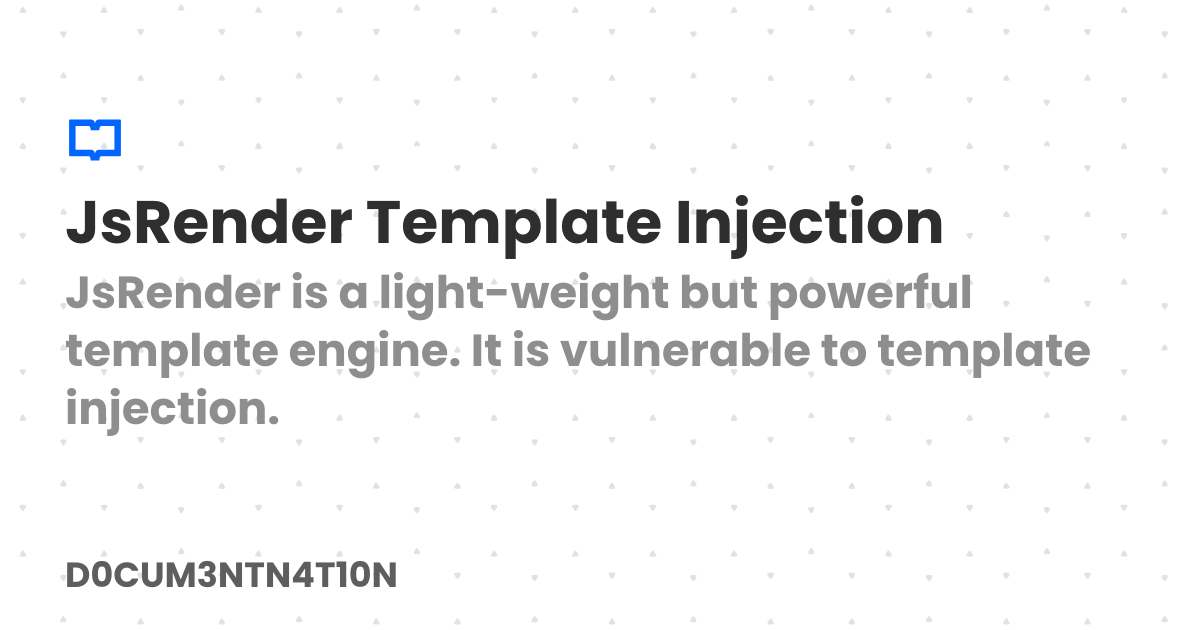 JsRender Template Injection
JsRender is a light-weight but powerful
template engine. It is vulnerable to template
injection.
D0CUM3NTN4T10N